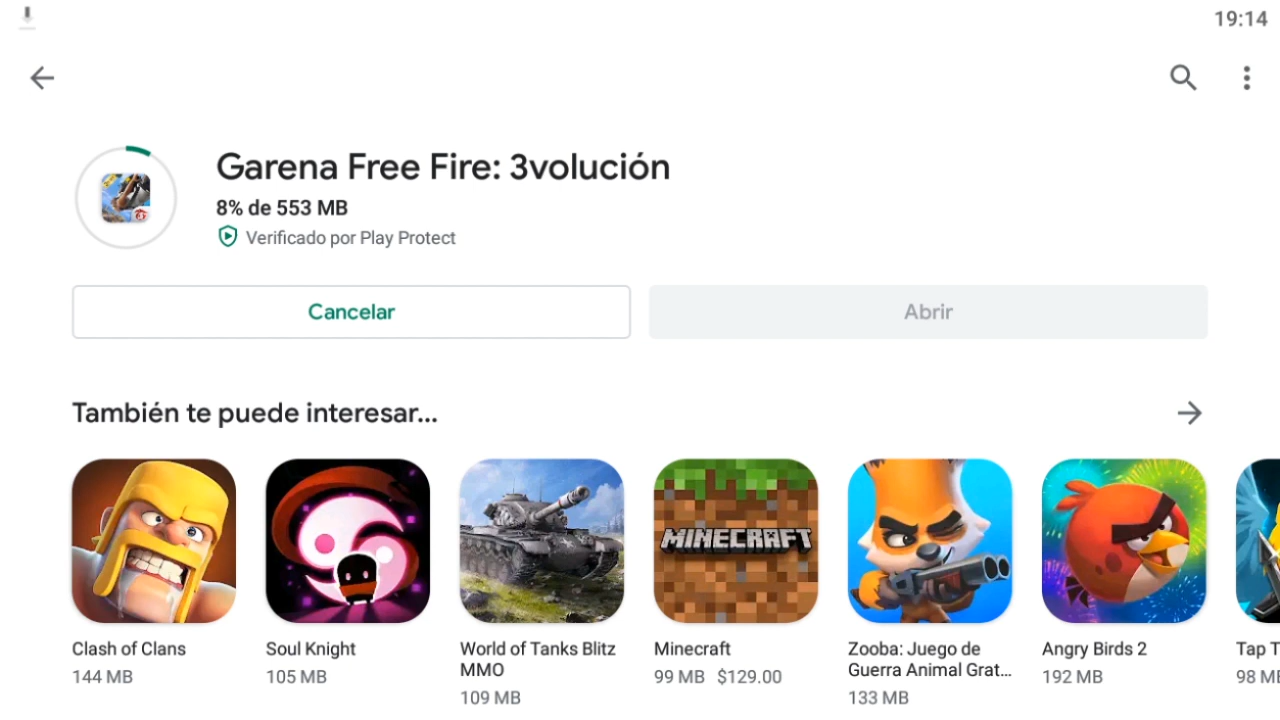 19:14
Garena Free Fire: 3volución
8% de 553 MB
Verificado por Play Protect
Cancelar
Abrir
También te puede interesar...
MINECRAFT
Clash of Clans
144 MB
Soul Knight
105 MB
World of Tanks Blitz
MMO
109 MB
Minecraft
99 MB $129.00
Zooba: Juego de
Guerra Animal Grat...
133 MB
Angry Birds 2
192 MB
Tap T
98 M